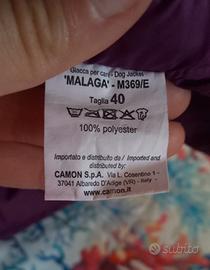 Giacca per cani - Dog Jacket
'MALAGA' - M369/E
Taglia 40
100% polyester
Importato e distribuito da / Imported and
distributed by:
CAMON S.p.A. Via L. Cosentino 1 -
37041 Albaredo D'Adige (VR) - Italy
www.camon.it
subito